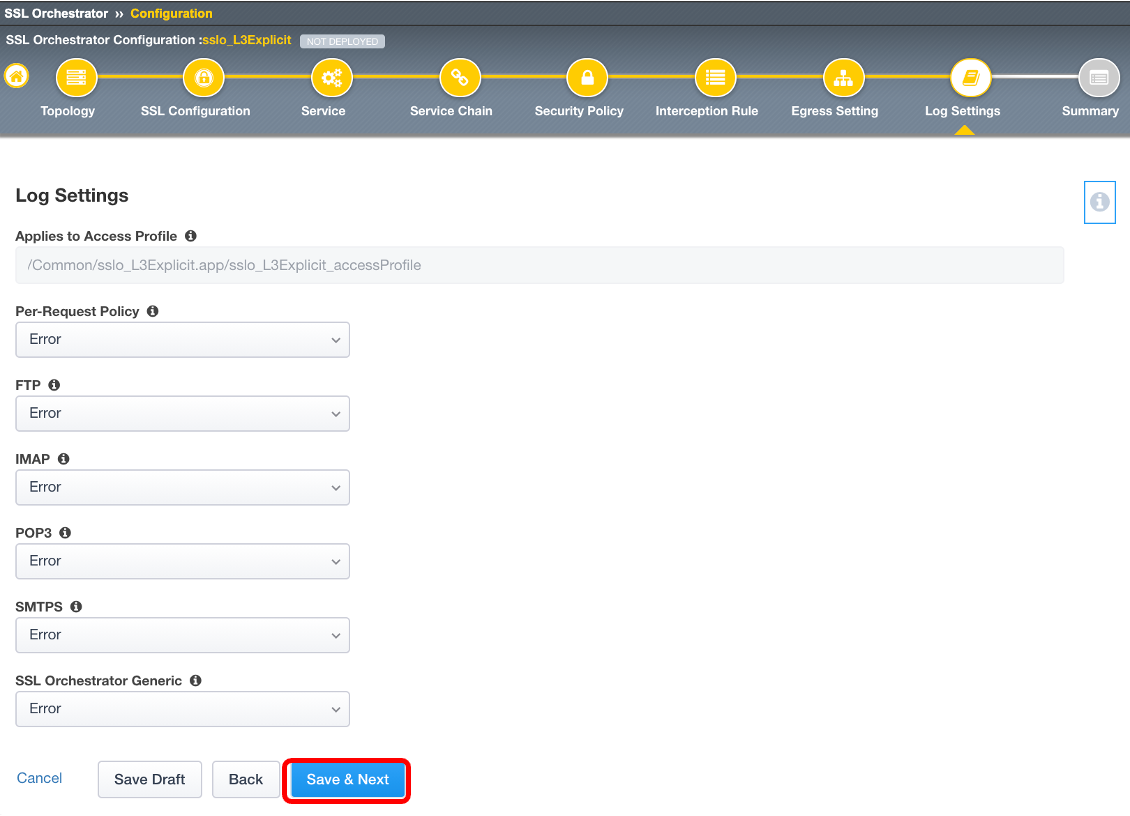 SSL Orchestrator » Configuration
SSL Orchestrator Configuration :sslo_L3Explicit NOT DEPLOYED
Topology SSL Configuration Service Service Chain Security Policy Interception Rule Egress Setting Log Settings Summary
Log Settings
Applies to Access Profile
/Common/sslo_L3Explicit.app/sslo_L3Explicit_accessProfile
Per-Request Policy
Error
FTP
Error
IMAP
Error
POP3
Error
SMTPS
Error
SSL Orchestrator Generic
Error
Cancel Save Draft Back Save & Next